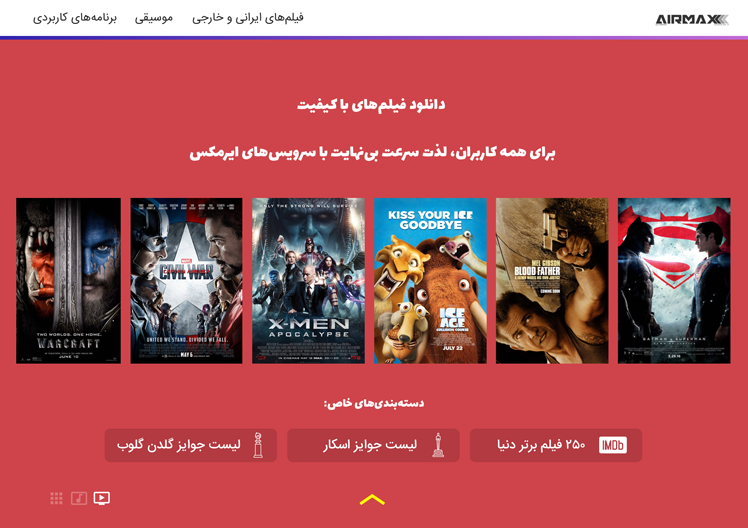 AIRMAX
فیلم‌های ایرانی و خارجی
موسیقی
برنامه‌های کاربردی
دانلود فیلم‌های با کیفیت
برای همه کاربران، لذت سرعت بی‌نهایت با سرویس‌های ایرمکس
TWO WORLDS. ONE HOME.
WARCRAFT
JUNE 10
MARVEL
CIVIL WAR
UNITED WE STAND. DIVIDED WE FALL.
MAY 6
ONLY THE STRONG WILL SURVIVE
X-MEN
APOCALYPSE
KISS YOUR ICE
GOODBYE
ICE
AGE
COLLISION COURSE
JULY 22
MEL GIBSON
BLOOD FATHER
COMING SOON
BATMAN v SUPERMAN
دسته‌بندی‌های خاص:
IMDb
۲۵۰ فیلم برتر دنیا
لیست جوایز اسکار
لیست جوایز گلدن گلوب